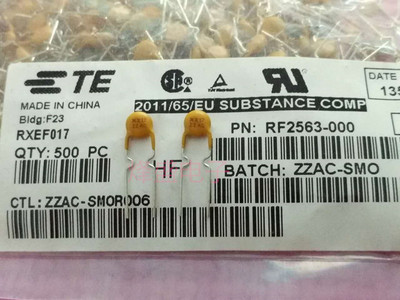 TE
MADE IN CHINA
2011/65/EU SUBSTANCE COMP
DATE
135
Bldg:F23
RXEF017
PN: RF2563-000
QTY: 500 PC
HF
BATCH: ZZAC-SMO
CTL: ZZAC-SMOR006